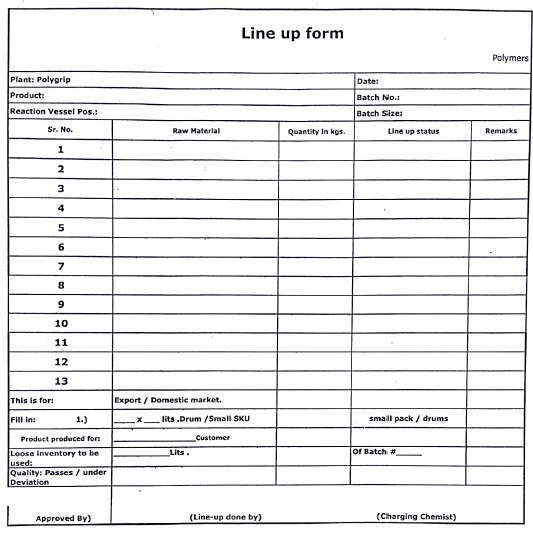 Line up form
Polymers
Plant: Polygrip Date:
Product: Batch No.:
Reaction Vessel Pos.: Batch Size:
Sr. No. Raw Material Quantity in kgs. Line up status Remarks
1
2
3
4
5
6
7
8
9
10
11
12
13
This is for: Export / Domestic market.
Fill in: 1.) ____ x ___ lits .Drum /Small SKU small pack / drums
Product produced for: ______________Customer
Loose inventory to be used: _________Lits . Of Batch #_____
Quality: Passes / under
Deviation
Approved By) (Line-up done by) (Charging Chemist)